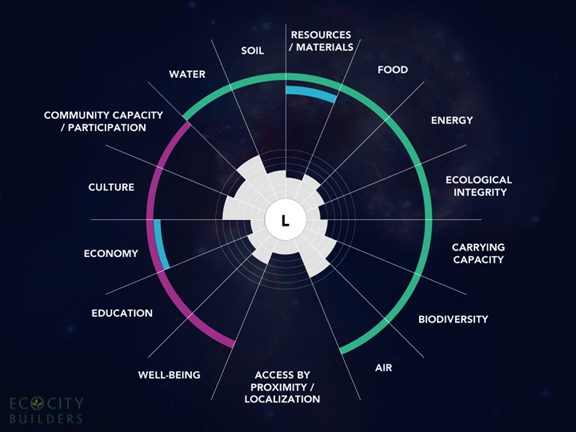 RESOURCES
/ MATERIALS
SOIL
FOOD
WATER
ENERGY
COMMUNITY CAPACITY
/ PARTICIPATION
ECOLOGICAL
INTEGRITY
CULTURE
L
ECONOMY
CARRYING
CAPACITY
EDUCATION
BIODIVERSITY
WELL-BEING
AIR
ACCESS BY
PROXIMITY /
LOCALIZATION
ECOCITY
BUILDERS